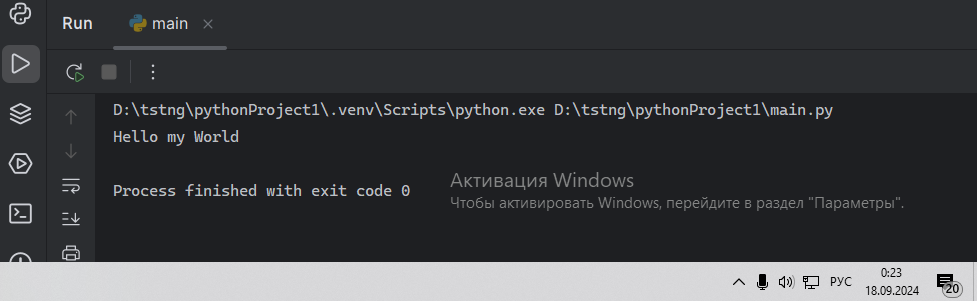 Run main
D:\tstng\pythonProject1\.venv\Scripts\python.exe D:\tstng\pythonProject1\main.py
Hello my World
Process finished with exit code 0
Активация Windows
Чтобы активировать Windows, перейдите в раздел "Параметры".
РУС
0:23
18.09.2024
20